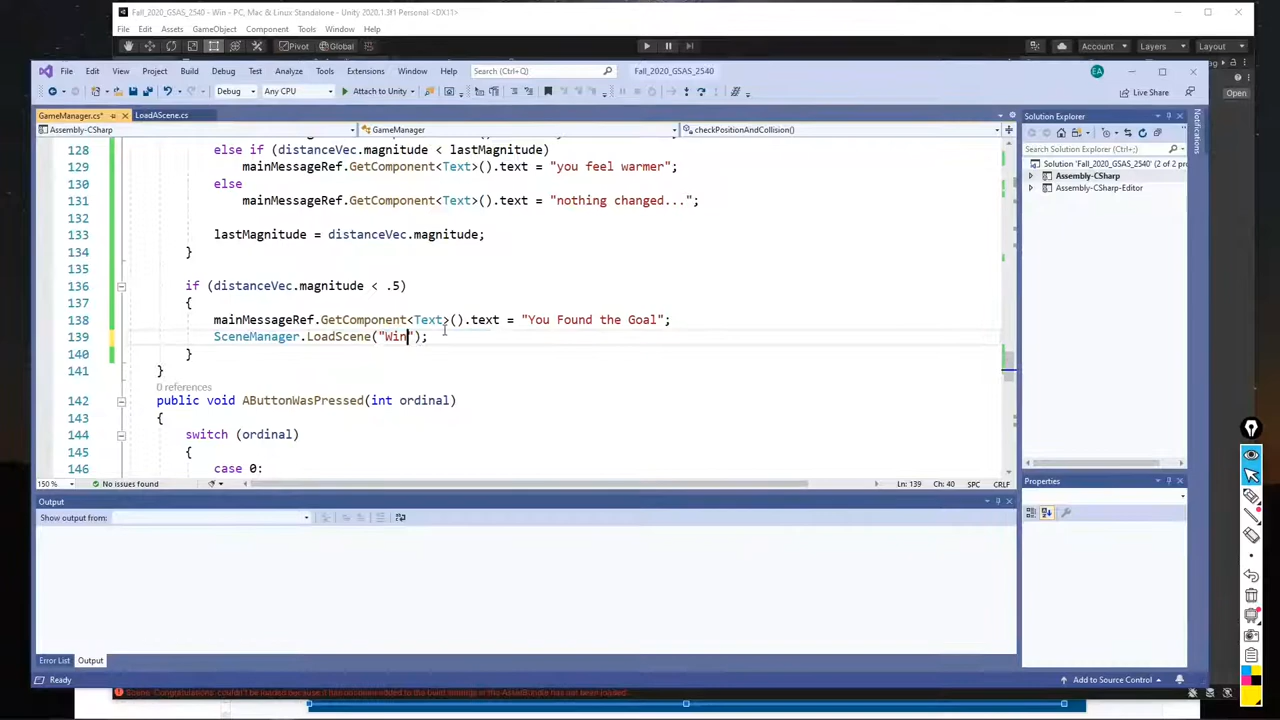 Fall_2020_GSAS_2540 - Win - PC, Mac & Linux Standalone - Unity 2020.1.3f1 Personal <DX11>
File Edit Assets GameObject Component Tools Window Help
Pivot Global Account Layers Layout
File Edit View Project Build Debug Test Analyze Tools Extensions Window Help Search (Ctrl+Q) Fall_2020_GSAS_2540 EA
Debug Any CPU Attach to Unity Live Share
Open
GameManager.cs* LoadAScene.cs
Assembly-CSharp GameManager checkPositionAndCollision()
128 else if (distanceVec.magnitude < lastMagnitude)
129 mainMessageRef.GetComponent<Text>().text = "you feel warmer";
130 else
131 mainMessageRef.GetComponent<Text>().text = "nothing changed...";
132
133 lastMagnitude = distanceVec.magnitude;
134 }
135
136 if (distanceVec.magnitude < .5)
137 {
138 mainMessageRef.GetComponent<Text>().text = "You Found the Goal";
139 SceneManager.LoadScene("Win");
140 }
141 }
0 references
142 public void AButtonWasPressed(int ordinal)
143 {
144 switch (ordinal)
145 {
146 case 0:
150 % No issues found Ln: 139 Ch: 40 SPC CRLF
Solution Explorer
Search Solution Explorer (Ctrl+;)
Solution 'Fall_2020_GSAS_2540' (2 of 2 pr
Assembly-CSharp
Assembly-CSharp-Editor
Notifications
Properties
Output
Show output from:
Error List Output
Ready Add to Source Control